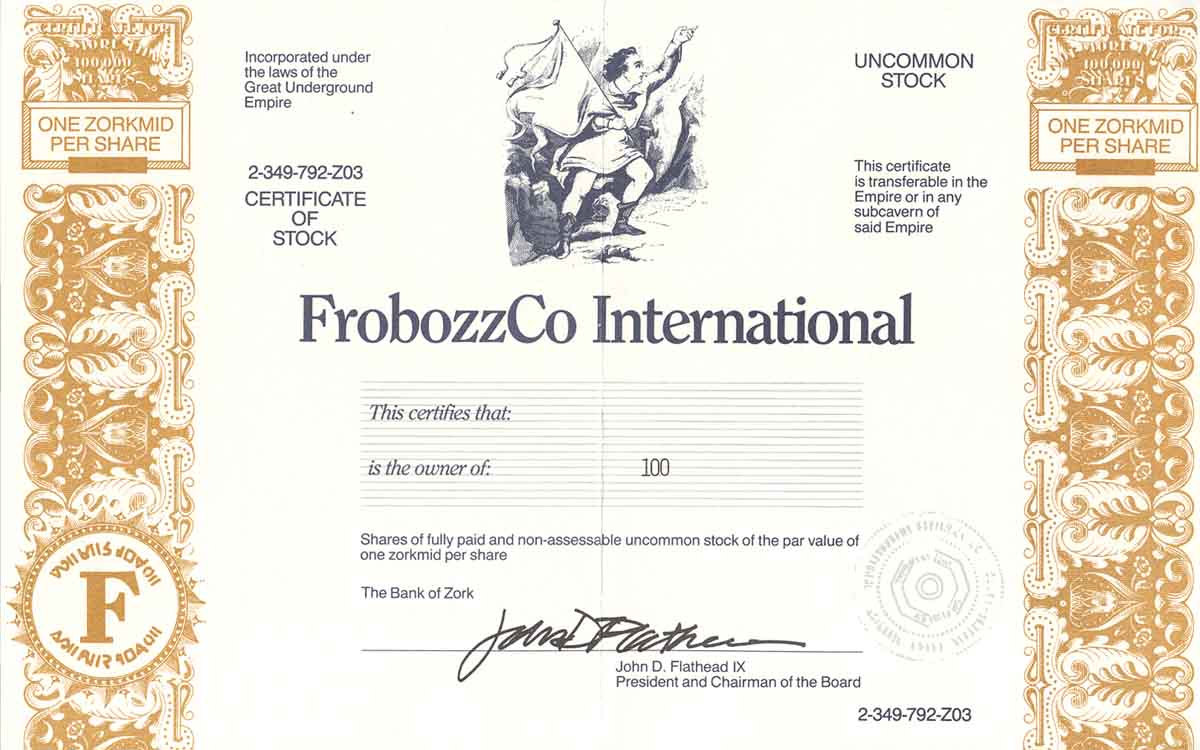 CERTIFICATE FOR
NOT MORE THAN
100,000
SHARES
ONE ZORKMID
PER SHARE
Incorporated under
the laws of the
Great Underground
Empire
2-349-792-Z03
CERTIFICATE
OF
STOCK
UNCOMMON
STOCK
This certificate
is transferable in the
Empire or in any
subcavern of
said Empire
CERTIFICATE FOR
NOT MORE THAN
100,000
SHARES
ONE ZORKMID
PER SHARE
FrobozzCo International
This certifies that:
is the owner of:
100
Shares of fully paid and non-assessable uncommon stock of the par value of
one zorkmid per share
The Bank of Zork
John D Flathead
John D. Flathead IX
President and Chairman of the Board
2-349-792-Z03
F